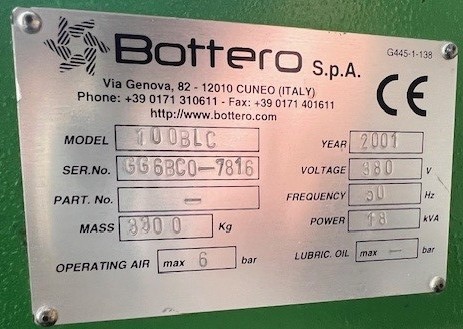 Bottero S.p.A.
G445-1-138
Via Genova, 82 - 12010 CUNEO (ITALY)
Phone: +39 0171 310611 - Fax: +39 0171 401611
http://www.bottero.com
CE
MODEL 100BLC
YEAR 2001
SER.No. GG6BC0-7816
VOLTAGE 380 V
PART. No. -
FREQUENCY 50 Hz
MASS 3300 Kg
POWER 18 kVA
OPERATING AIR max 6 bar
LUBRIC. OIL max - bar